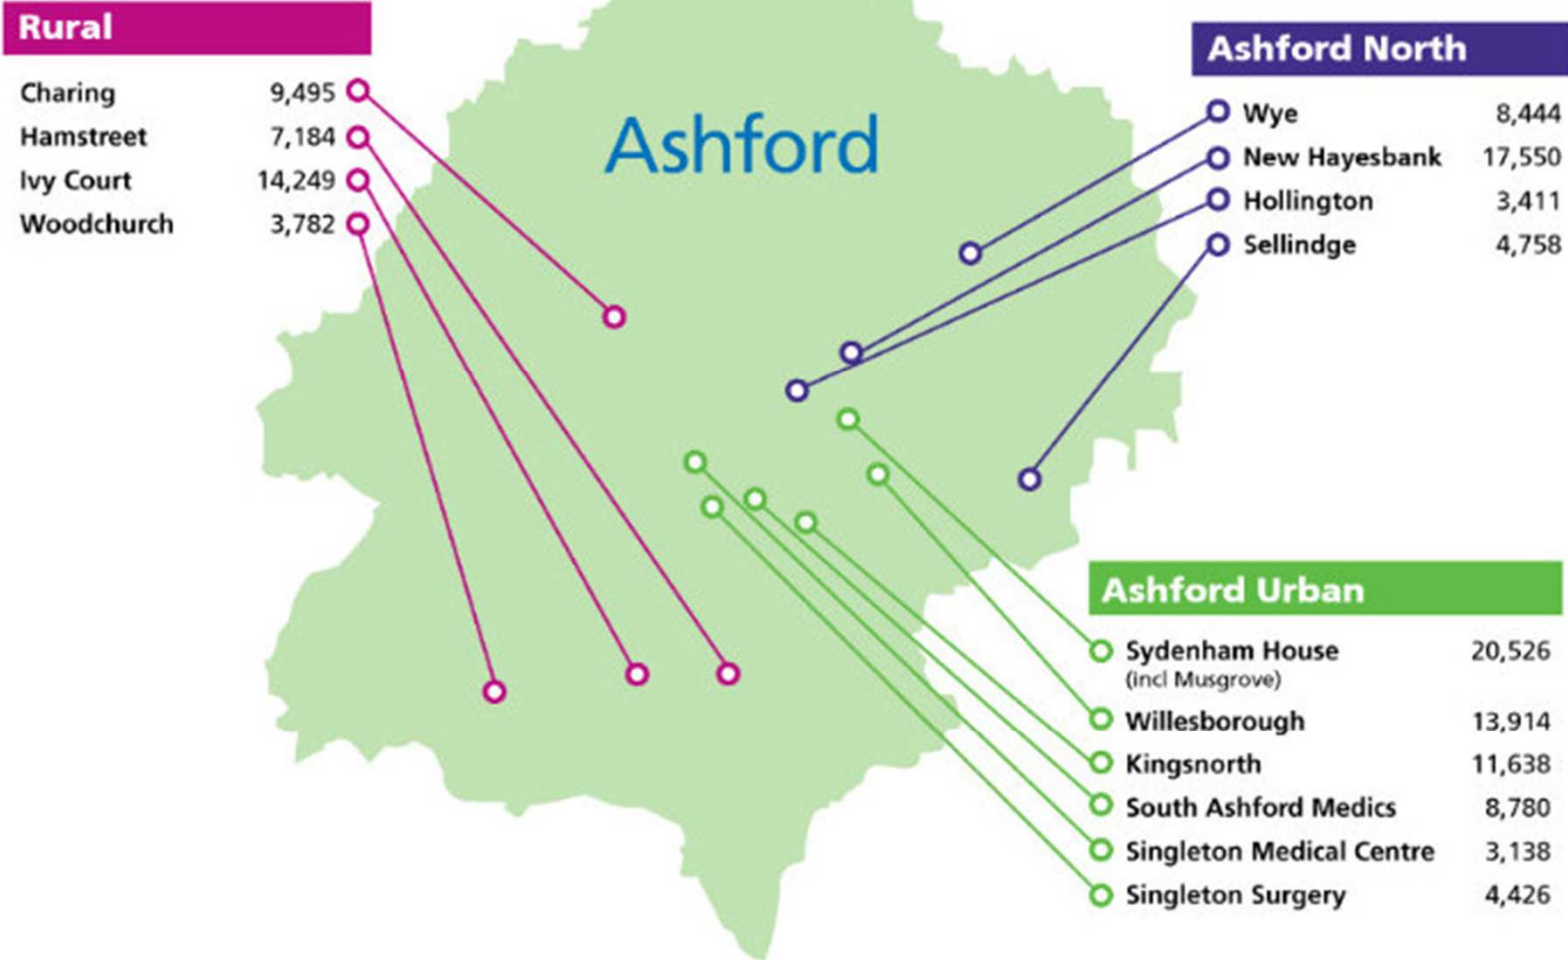 Rural
Charing 9,495
Hamstreet 7,184
Ivy Court 14,249
Woodchurch 3,782
Ashford
Ashford North
Wye 8,444
New Hayesbank 17,550
Hollington 3,411
Sellindge 4,758
Ashford Urban
Sydenham House 20,526
(incl Musgrove)
Willesborough 13,914
Kingsnorth 11,638
South Ashford Medics 8,780
Singleton Medical Centre 3,138
Singleton Surgery 4,426